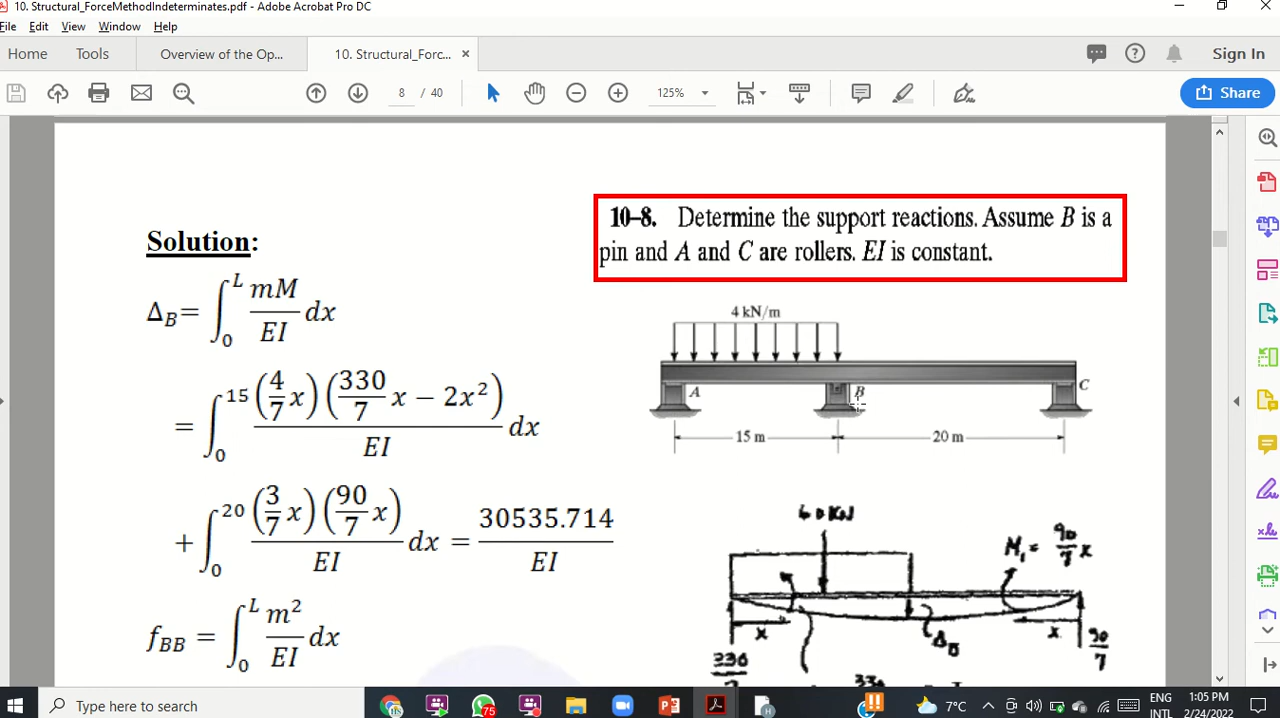 10. Structural_ForceMethodIndeterminates.pdf - Adobe Acrobat Pro DC
File Edit View Window Help
Home Tools Overview of the Op... 10. Structural_Forc... × Sign In
8 / 40 125% Share
10–8. Determine the support reactions. Assume B is a
pin and A and C are rollers. EI is constant.
Solution:
Δ_B= ∫_0^L mM/EI dx
= ∫_0^15 (4/7 x)(330/7 x − 2x²)/EI dx
+ ∫_0^20 (3/7 x)(90/7 x)/EI dx = 30535.714/EI
f_BB = ∫_0^L m²/EI dx
4 kN/m
A B C
15 m 20 m
60 KN
M₁ = 90/7 x
x Δ_B x
330 90/7
330
Type here to search 75 7°C ENG 1:05 PM
INTL 2/24/2022